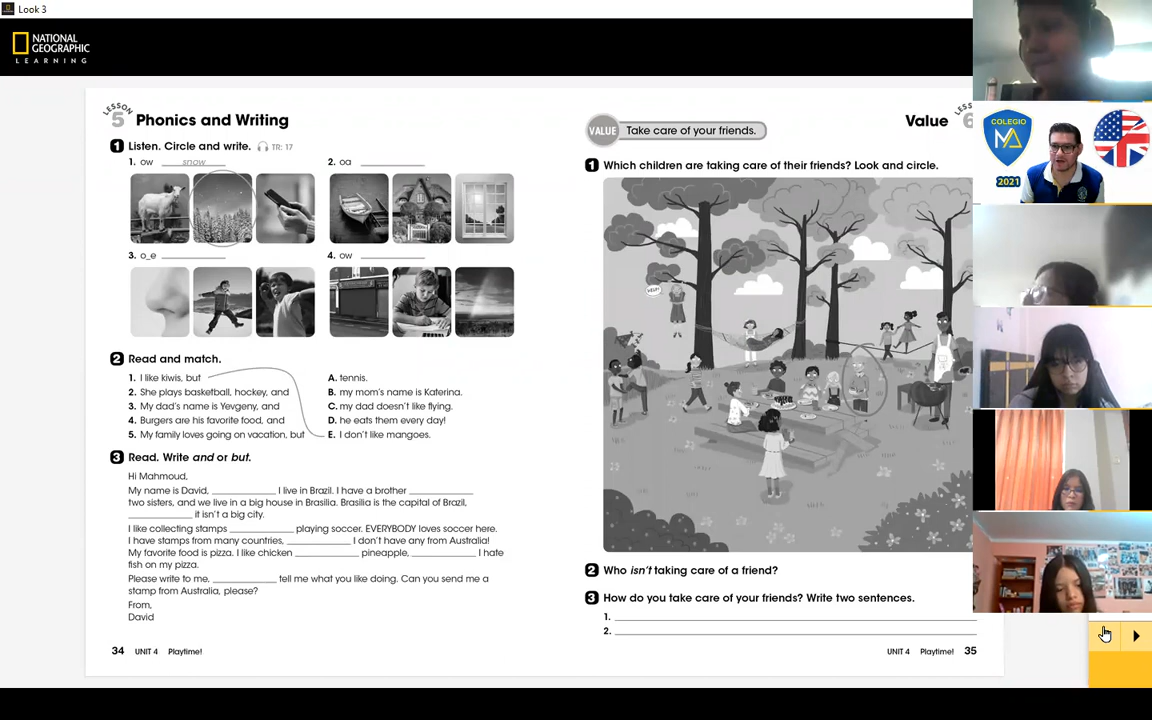 Look 3
NATIONAL
GEOGRAPHIC
LEARNING
LESSON
5 Phonics and Writing
1 Listen. Circle and write. TR: 17
1. ow snow 2. oa
3. o_e 4. ow
2 Read and match.
1. I like kiwis, but A. tennis.
2. She plays basketball, hockey, and B. my mom's name is Katerina.
3. My dad's name is Yevgeny, and C. my dad doesn't like flying.
4. Burgers are his favorite food, and D. he eats them every day!
5. My family loves going on vacation, but E. I don't like mangoes.
3 Read. Write and or but.
Hi Mahmoud,
My name is David, ____________ I live in Brazil. I have a brother ____________
two sisters, and we live in a big house in Brasilia. Brasilia is the capital of Brazil,
____________ it isn't a big city.
I like collecting stamps ____________ playing soccer. EVERYBODY loves soccer here.
I have stamps from many countries, ____________ I don't have any from Australia!
My favorite food is pizza. I like chicken ____________ pineapple, ____________ I hate
fish on my pizza.
Please write to me, ____________ tell me what you like doing. Can you send me a
stamp from Australia, please?
From,
David
34 UNIT 4 Playtime!
VALUE Take care of your friends.
Value 6
1 Which children are taking care of their friends? Look and circle.
HELP!
2 Who isn't taking care of a friend?
3 How do you take care of your friends? Write two sentences.
1.
2.
UNIT 4 Playtime! 35
COLEGIO
MA
2021